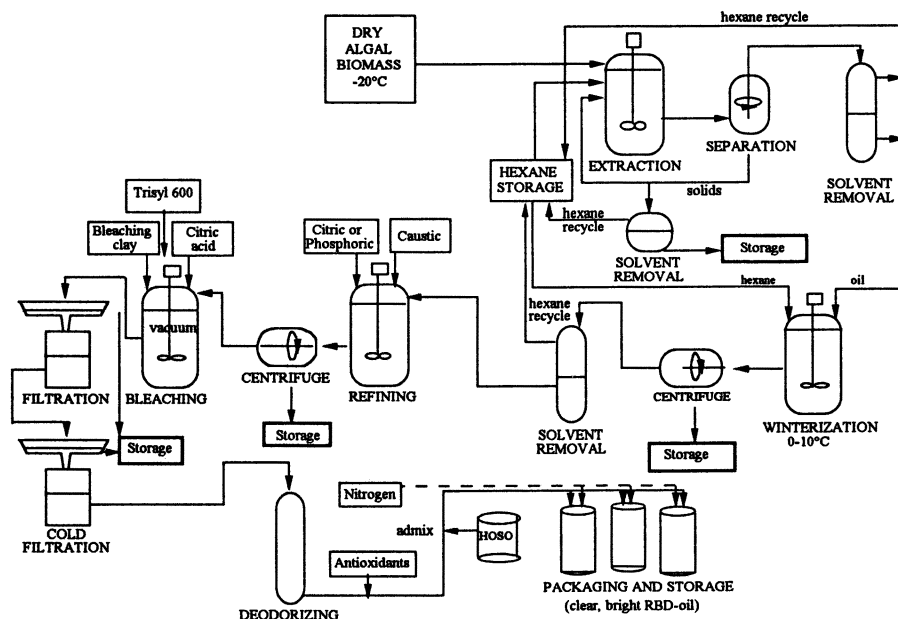 hexane recycle
DRY
ALGAL
BIOMASS
-20°C
EXTRACTION
SEPARATION
SOLVENT
REMOVAL
HEXANE
STORAGE
solids
hexane
recycle
SOLVENT
REMOVAL
Storage
Trisyl 600
Bleaching
clay
Citric
acid
Citric or
Phosphoric
Caustic
hexane
oil
hexane
recycle
vacuum
FILTRATION
BLEACHING
CENTRIFUGE
REFINING
SOLVENT
REMOVAL
CENTRIFUGE
WINTERIZATION
0-10°C
Storage
Storage
Storage
COLD
FILTRATION
Nitrogen
admix
HOSO
Antioxidants
DEODORIZING
PACKAGING AND STORAGE
(clear, bright RBD-oil)